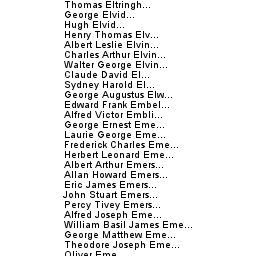 Thomas Eltringh...
George Elvid...
Hugh Elvid...
Henry Thomas Elv...
Albert Leslie Elvin...
Charles Arthur Elvin...
Walter George Elvin...
Claude David El...
Sydney Harold El...
George Augustus Elw...
Edward Frank Embel...
Alfred Victor Embli...
George Ernest Eme...
Laurie George Eme...
Frederick Charles Eme...
Herbert Leonard Eme...
Albert Arthur Emers...
Allan Howard Emers...
Eric James Emers...
John Stuart Emers...
Percy Tivey Emers...
Alfred Joseph Eme...
William Basil James Eme...
George Matthew Eme...
Theodore Joseph Eme...
Oliver Eme...